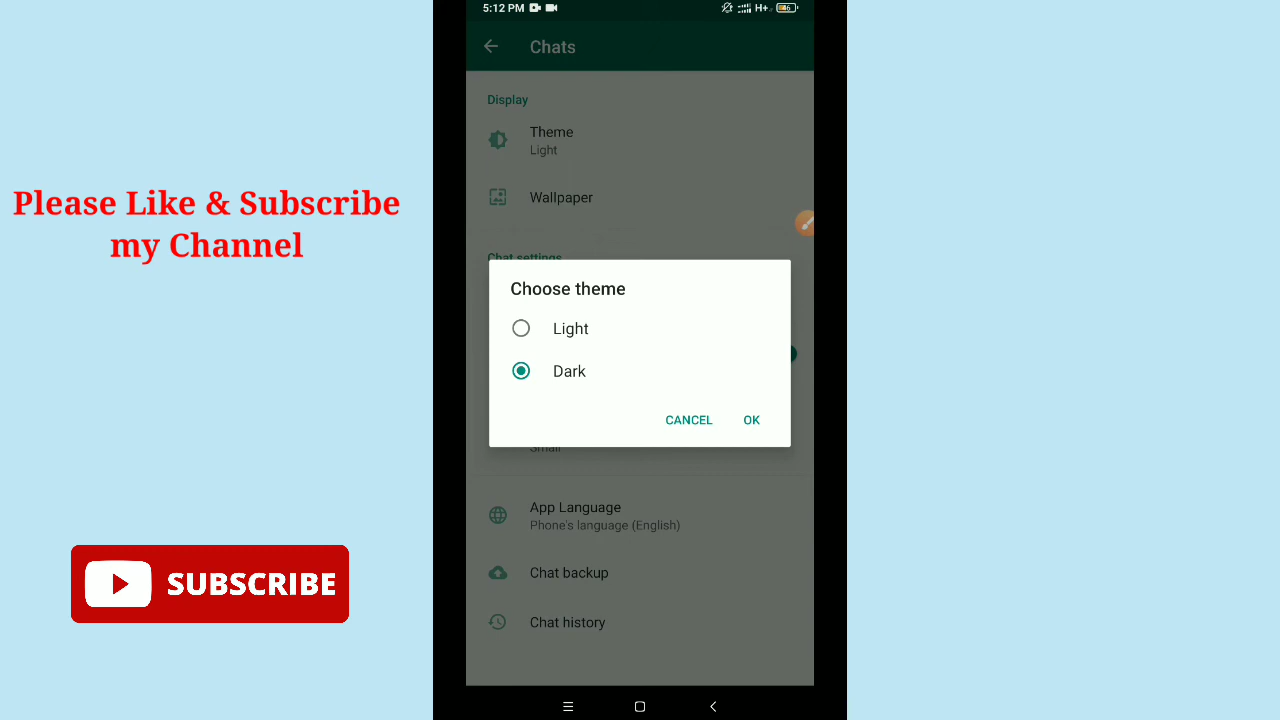 Please Like & Subscribe
my Channel
SUBSCRIBE
5:12 PM
H+
Chats
Display
Theme
Light
Wallpaper
Chat settings
Choose theme
Light
Dark
CANCEL OK
Small
App Language
Phone's language (English)
Chat backup
Chat history